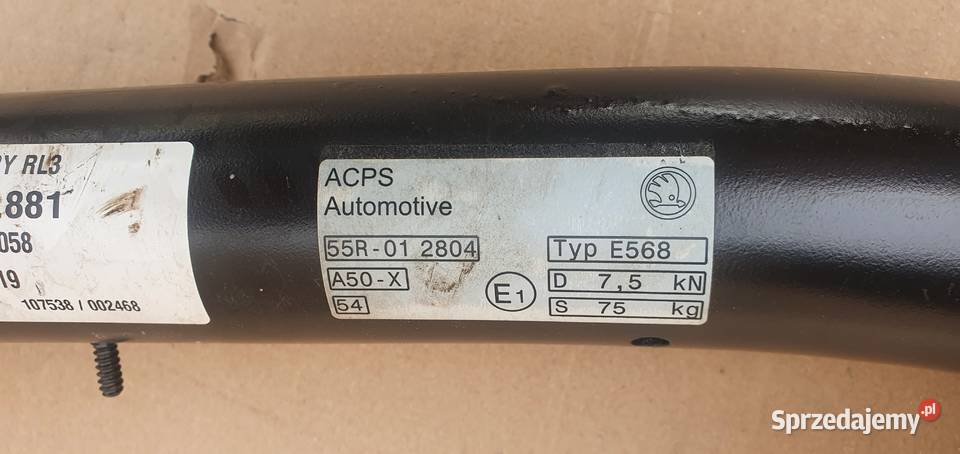 RL3
881
058
19
107538 / 002468
ACPS
Automotive
55R-01 2804
A50-X
54
E1
Typ E568
D 7,5 kN
S 75 kg
Sprzedajemy.pl